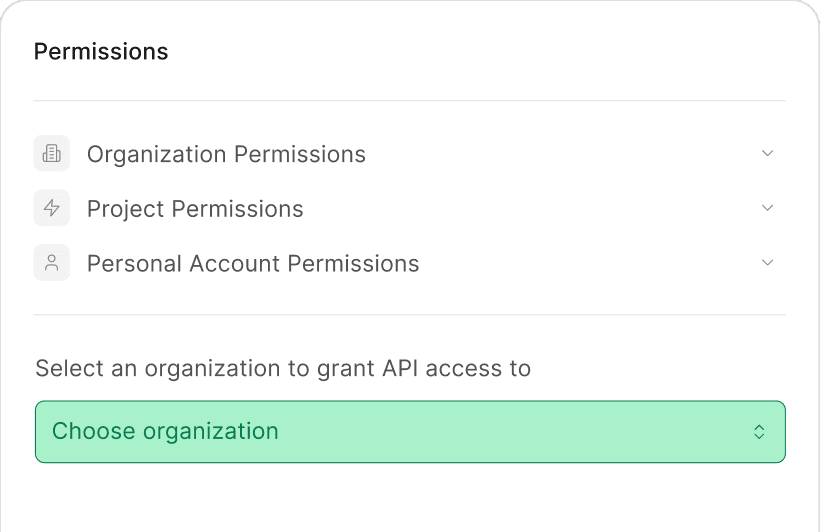 Permissions
Organization Permissions
Project Permissions
Personal Account Permissions
Select an organization to grant API access to
Choose organization